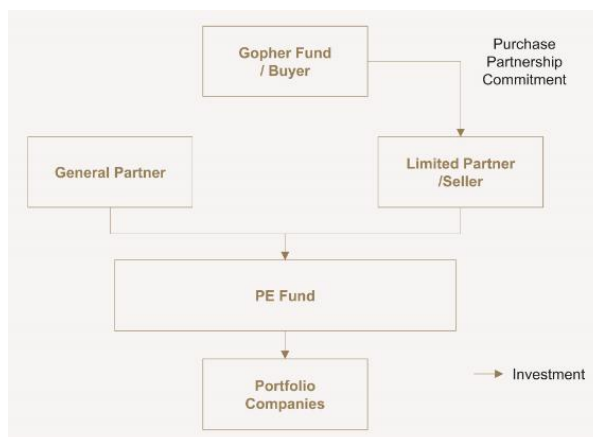 Gopher Fund
/ Buyer
Purchase
Partnership
Commitment
General Partner
Limited Partner
/Seller
PE Fund
Portfolio
Companies
Investment